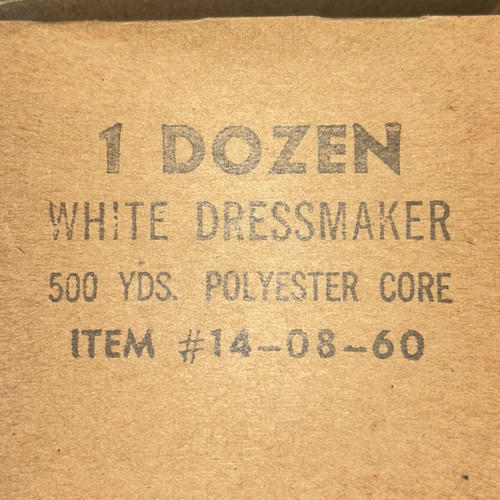 1 DOZEN
WHITE DRESSMAKER
500 YDS. POLYESTER CORE
ITEM #14-08-60